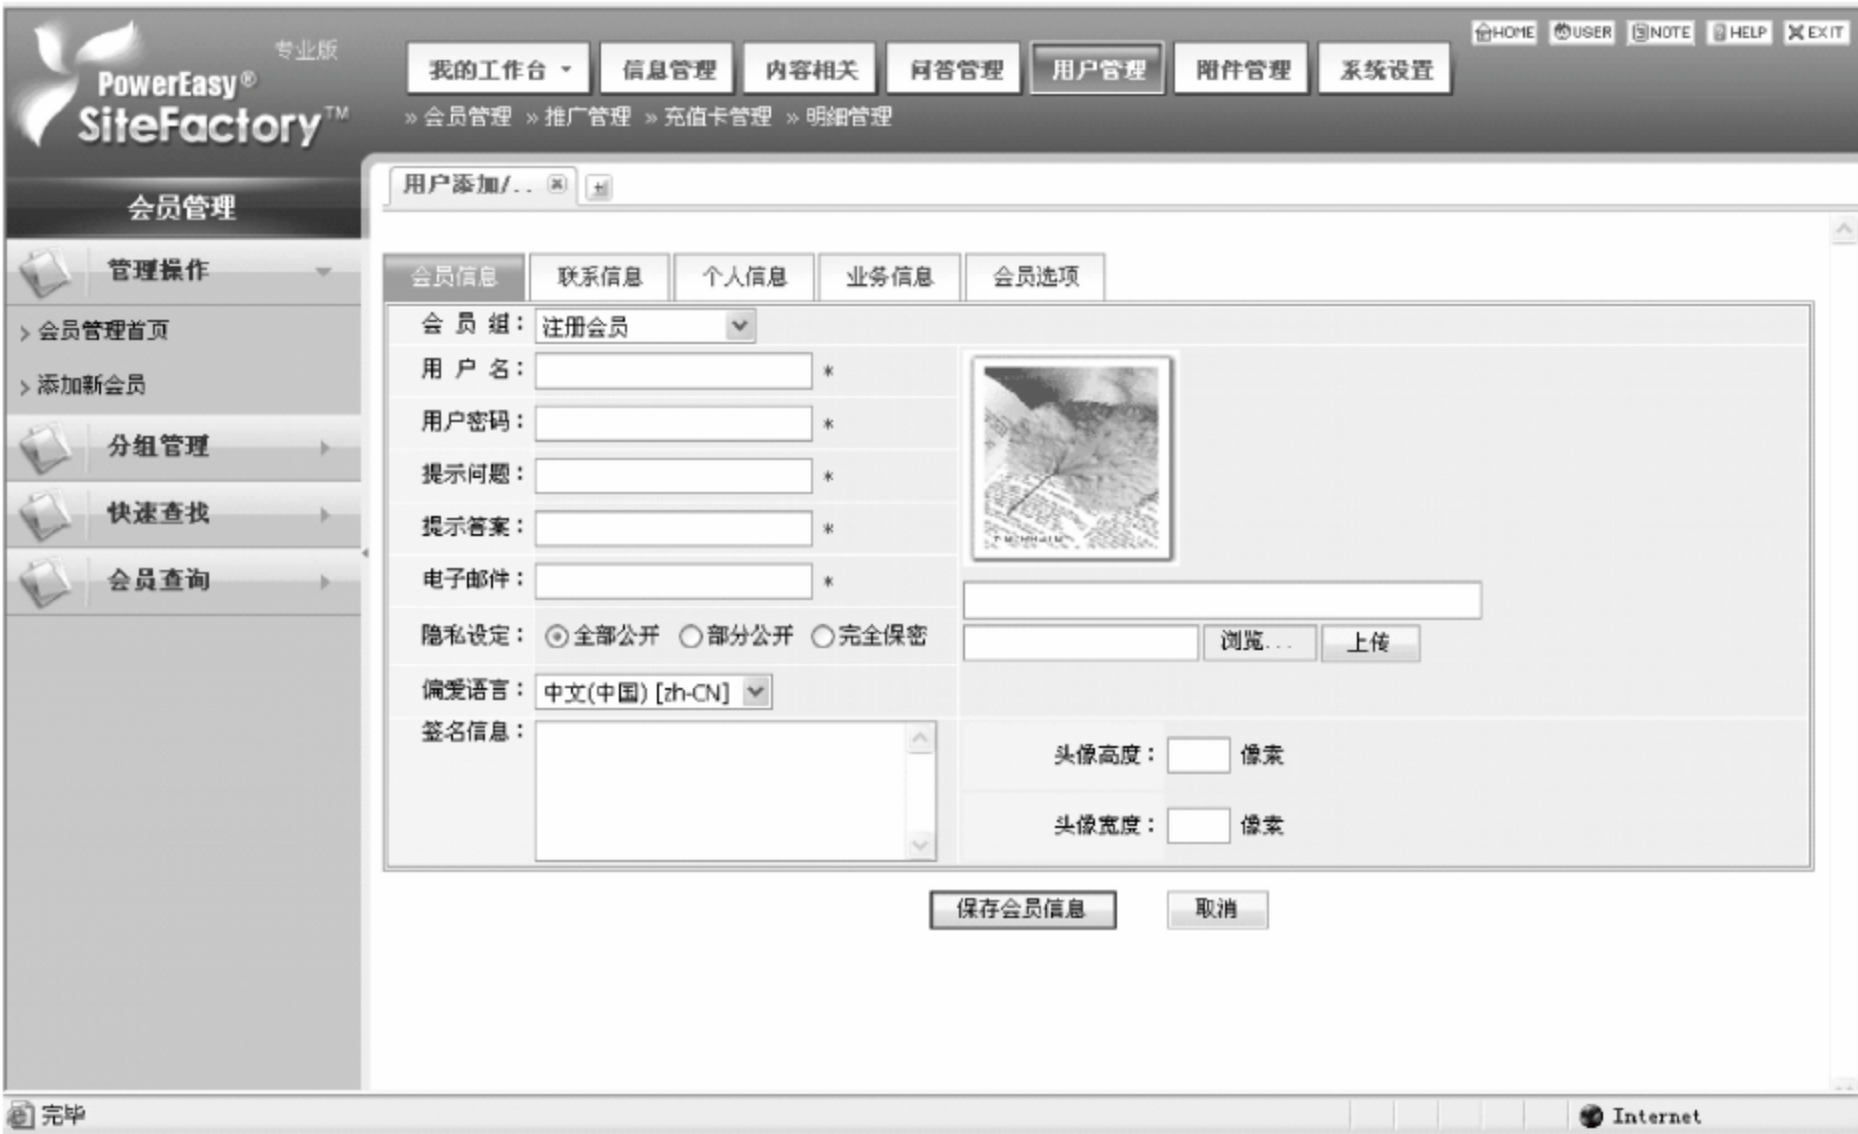 专业版
PowerEasy®
SiteFactory™
HOME USER NOTE HELP EXIT
我的工作台 信息管理 内容相关 问答管理 用户管理 附件管理 系统设置
» 会员管理 » 推广管理 » 充值卡管理 » 明细管理
会员管理
管理操作
> 会员管理首页
> 添加新会员
分组管理
快速查找
会员查询
用户添加/..
会员信息 联系信息 个人信息 业务信息 会员选项
会 员 组： 注册会员
用 户 名： *
用户密码： *
提示问题： *
提示答案： *
电子邮件： *
隐私设定： 全部公开 部分公开 完全保密
浏览... 上传
偏爱语言： 中文(中国) [zh-CN]
签名信息：
头像高度： 像素
头像宽度： 像素
保存会员信息 取消
完毕
Internet